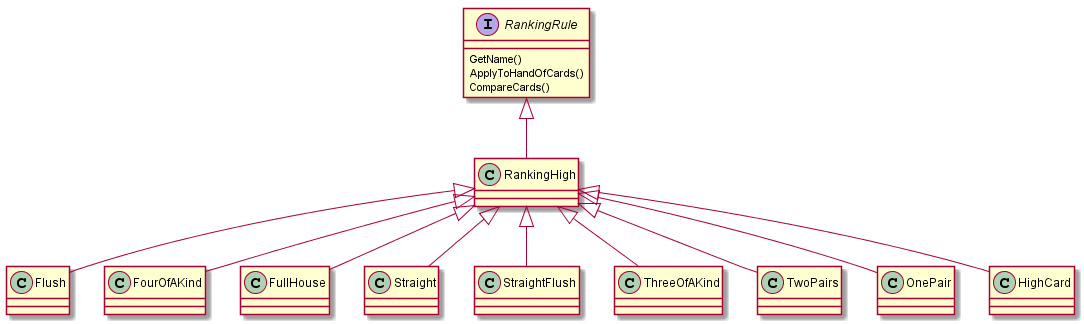 I RankingRule
GetName()
ApplyToHandOfCards()
CompareCards()
C RankingHigh
C Flush
C FourOfAKind
C FullHouse
C Straight
C StraightFlush
C ThreeOfAKind
C TwoPairs
C OnePair
C HighCard